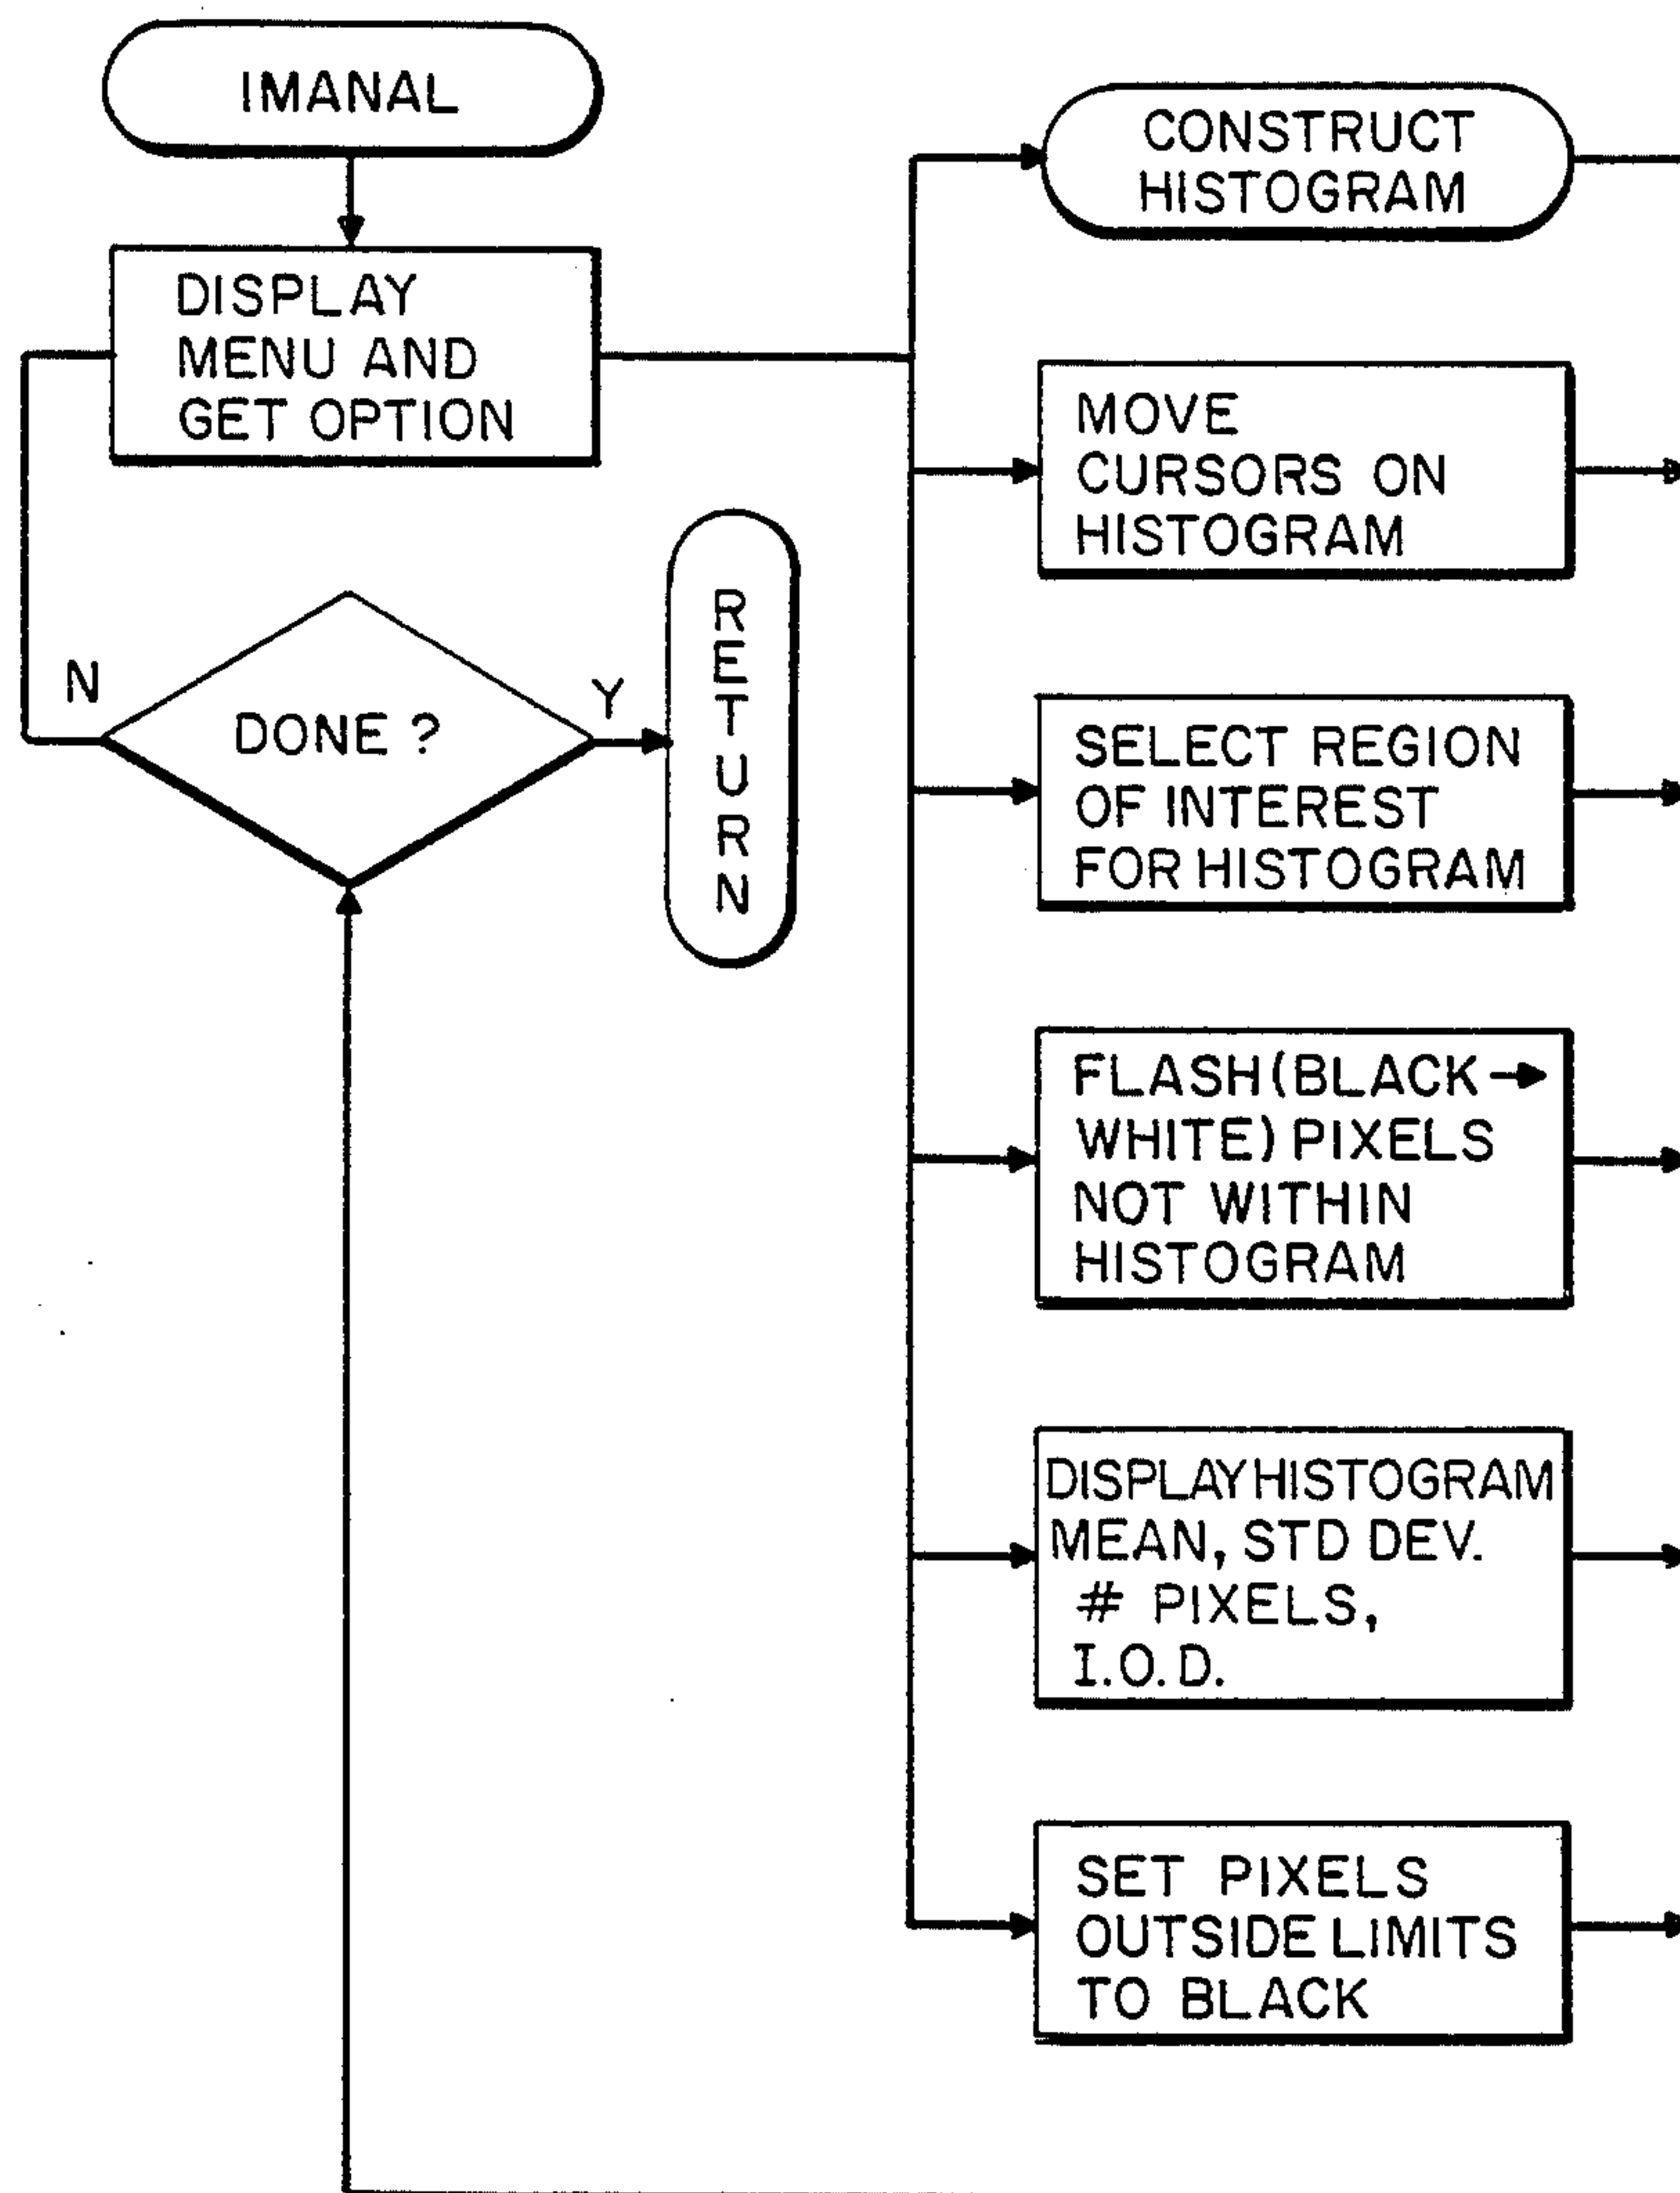 IMANAL
DISPLAY
MENU AND
GET OPTION
N
DONE ?
Y
RETURN
CONSTRUCT
HISTOGRAM
MOVE
CURSORS ON
HISTOGRAM
SELECT REGION
OF INTEREST
FOR HISTOGRAM
FLASH (BLACK →
WHITE) PIXELS
NOT WITHIN
HISTOGRAM
DISPLAY HISTOGRAM
MEAN, STD DEV.
# PIXELS,
I.O.D.
SET PIXELS
OUTSIDE LIMITS
TO BLACK